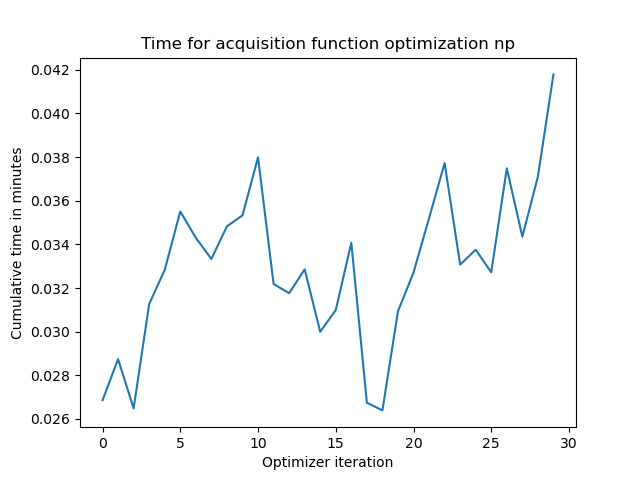 Time for acquisition function optimization np
Cumulative time in minutes
0.042
0.040
0.038
0.036
0.034
0.032
0.030
0.028
0.026
0 5 10 15 20 25 30
Optimizer iteration